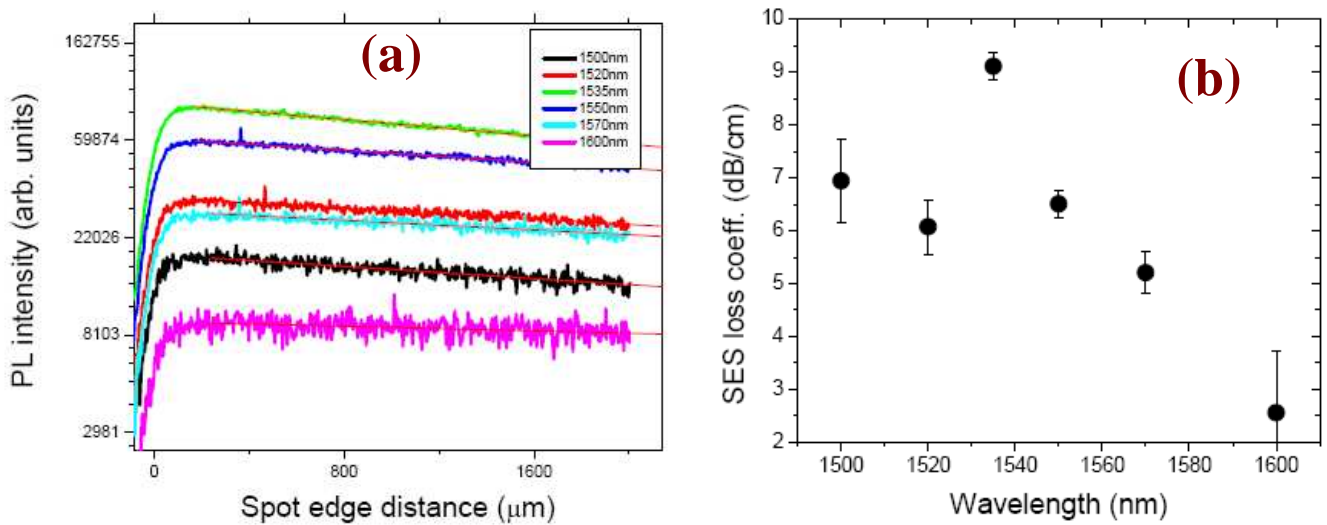 (a)
162755
59874
22026
8103
2981
PL intensity (arb. units)
1500nm
1520nm
1535nm
1550nm
1570nm
1600nm
0
800
1600
Spot edge distance (μm)
(b)
10
9
8
7
6
5
4
3
2
SES loss coeff. (dB/cm)
1500
1520
1540
1560
1580
1600
Wavelength (nm)